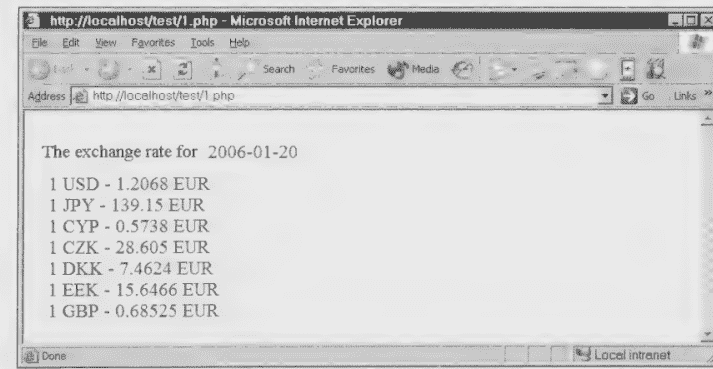 http://localhost/test/1.php - Microsoft Internet Explorer
File Edit View Favorites Tools Help
Search Favorites Media
Address http://localhost/test/1.php Go Links »
The exchange rate for 2006-01-20
1 USD - 1.2068 EUR
1 JPY - 139.15 EUR
1 CYP - 0.5738 EUR
1 CZK - 28.605 EUR
1 DKK - 7.4624 EUR
1 EEK - 15.6466 EUR
1 GBP - 0.68525 EUR
Done Local intranet